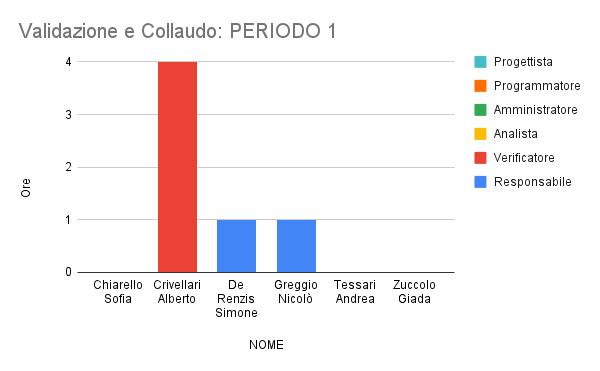 Validazione e Collaudo: PERIODO 1
4
3
2
1
0
Ore
Chiarello
Sofia
Crivellari
Alberto
De
Renzis
Simone
Greggio
Nicolò
Tessari
Andrea
Zuccolo
Giada
NOME
Progettista
Programmatore
Amministratore
Analista
Verificatore
Responsabile